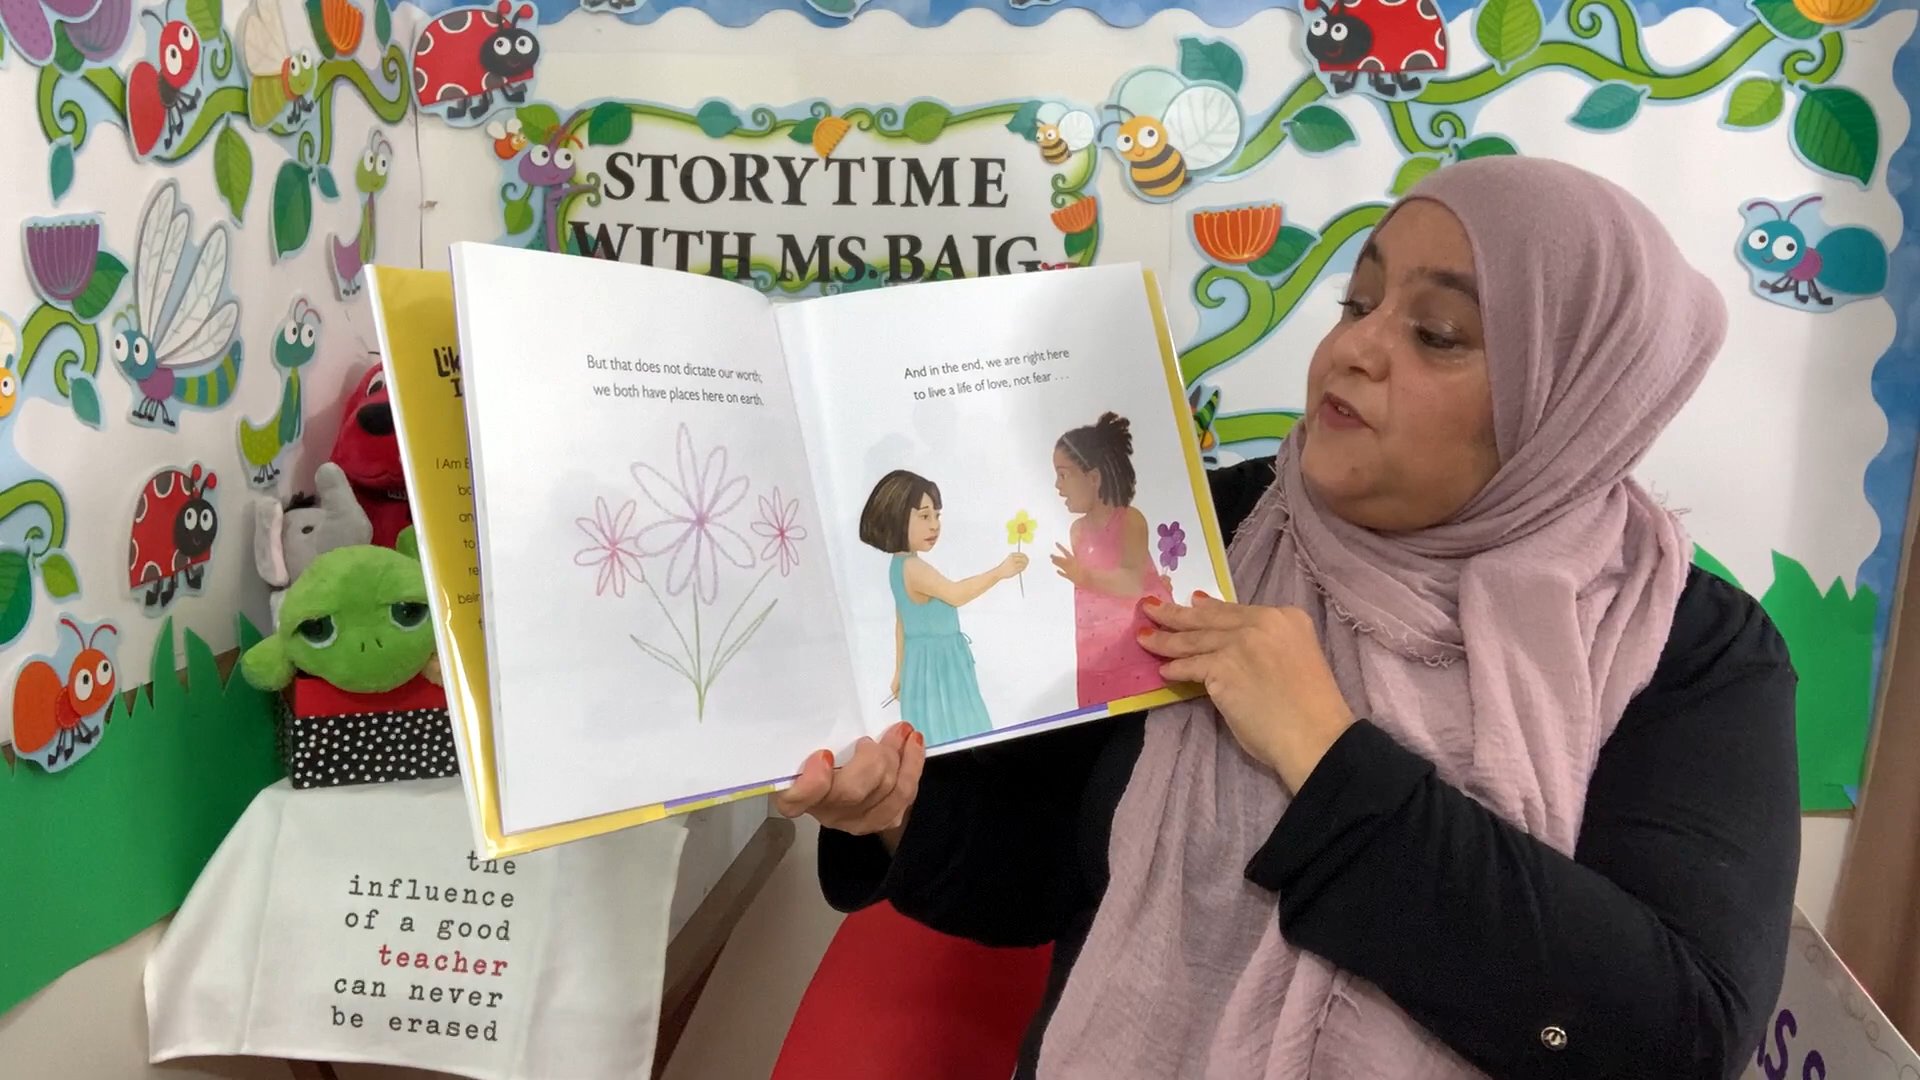 STORYTIME
WITH MS.BAIG
But that does not dictate our worth;
we both have places here on earth.
And in the end, we are right here
to live a life of love, not fear . . .
I Am
the
influence
of a good
teacher
can never
be erased